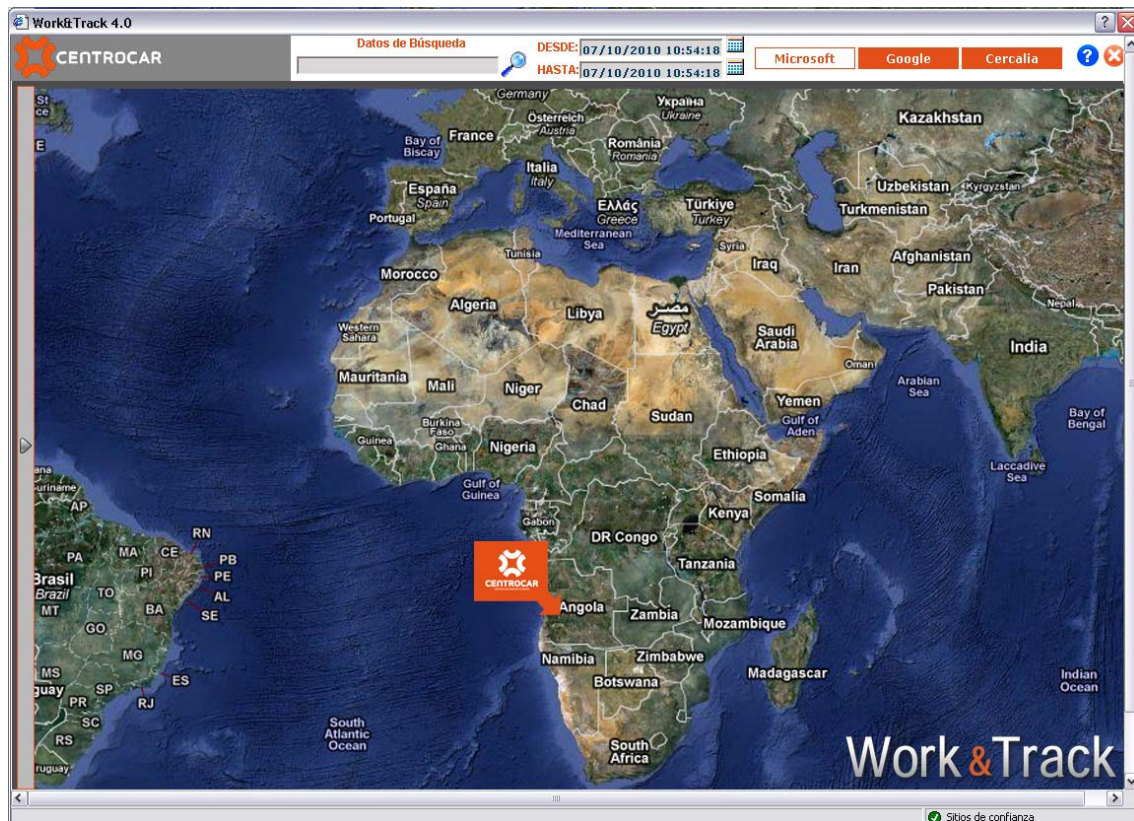 Work&Track 4.0
CENTROCAR
Datos de Búsqueda
DESDE:
07/10/2010 10:54:18
HASTA:
07/10/2010 10:54:18
Microsoft
Google
Cercalia
St
ce
E
Germany
Österreich
Austria
Україна
Ukraine
Kazakhstan
Bay of
Biscay
France
România
Romania
Italia
Italy
Uzbekistan
Kyrgyzstan
España
Spain
Ελλάς
Greece
Türkiye
Turkey
Turkmenistan
Portugal
Mediterranean
Sea
Tunisia
Syria
Iraq
Iran
Afghanistan
Morocco
Pakistan
Nepal
Algeria
Libya
مصر
Egypt
Western
Sahara
Saudi
Arabia
India
Oman
Mauritania
Mali
Niger
Chad
Sudan
Yemen
Arabian
Sea
Gulf of
Aden
Bay of
Bengal
Burkina
Faso
Guinea
Ghana
Nigeria
Ethiopia
Laccadive
Sea
ana
uriname
Gulf of
Guinea
Somalia
AP
Gabon
Kenya
RN
DR Congo
PA
MA
CE
PB
Tanzania
Brasil
Brazil
PI
PE
CENTROCAR
MT
TO
AL
BA
SE
Angola
Zambia
Mozambique
GO
MG
Namibia
Zimbabwe
Madagascar
MS
ES
Botswana
Indian
Ocean
guay
SP
PR
RJ
SC
South
Atlantic
Ocean
RS
South
Africa
ruguay
Work&Track
Sitios de confianza